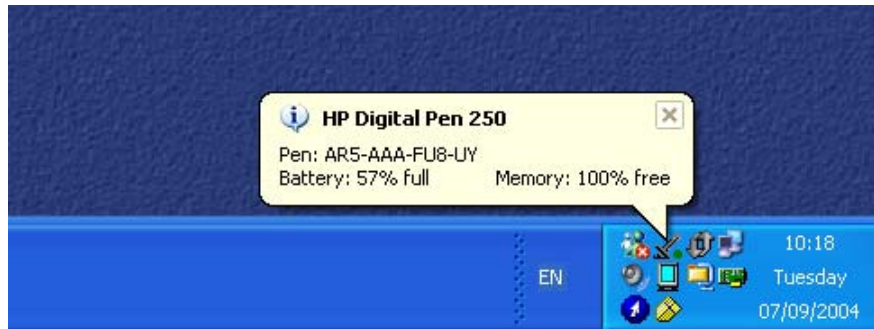 HP Digital Pen 250
Pen: AR5-AAA-FU8-UY
Battery: 57% full Memory: 100% free
EN
10:18
Tuesday
07/09/2004